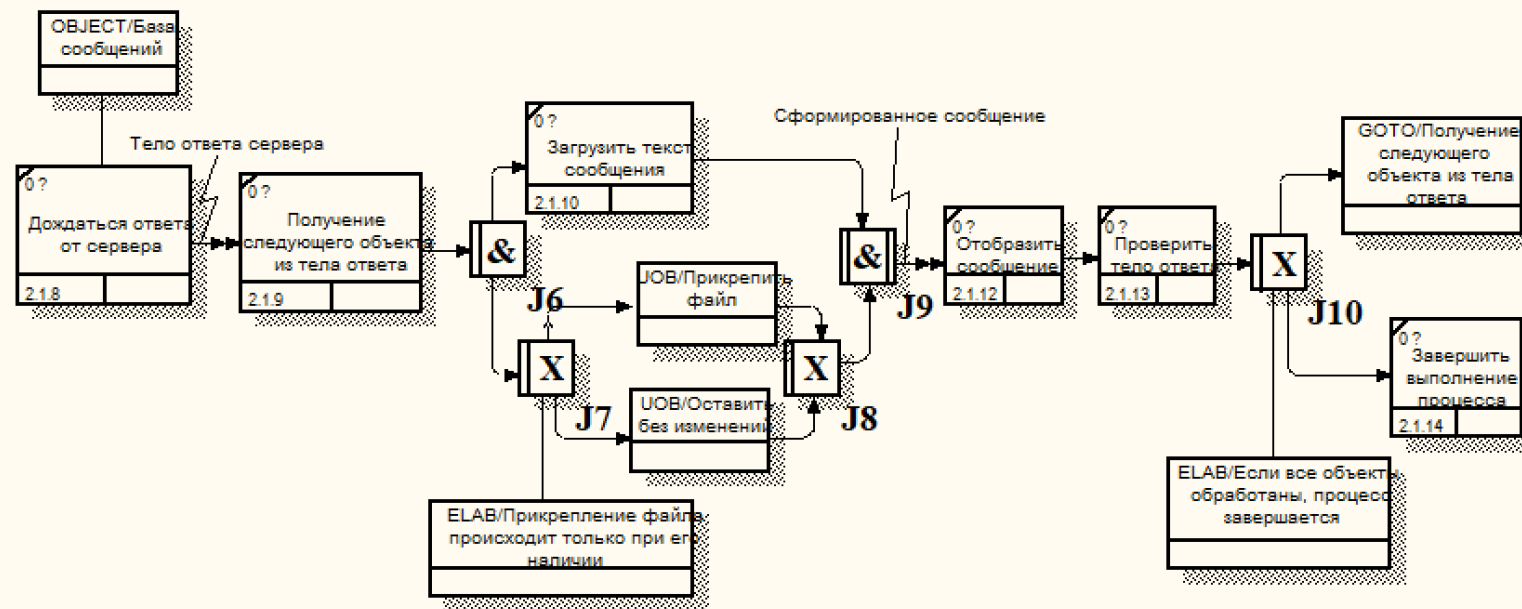 OBJECT/База
сообщений
Тело ответа сервера
0 ?
Дождаться ответа
от сервера
2.1.8
0 ?
Получение
следующего объекта
из тела ответа
2.1.9
&
J6
0 ?
Загрузить текст
сообщения
2.1.10
X
J7
JOB/Прикрепить
файл
UOB/Оставить
без изменений
X
J8
ELAB/Прикрепление файла
происходит только при его
наличии
Сформированное сообщение
&
J9
0 ?
Отобразить
сообщение
2.1.12
0 ?
Проверить
тело ответа
2.1.13
X
J10
GOTO/Получение
следующего
объекта из тела
ответа
0 ?
Завершить
выполнение
процесса
2.1.14
ELAB/Если все объекты
обработаны, процесс
завершается